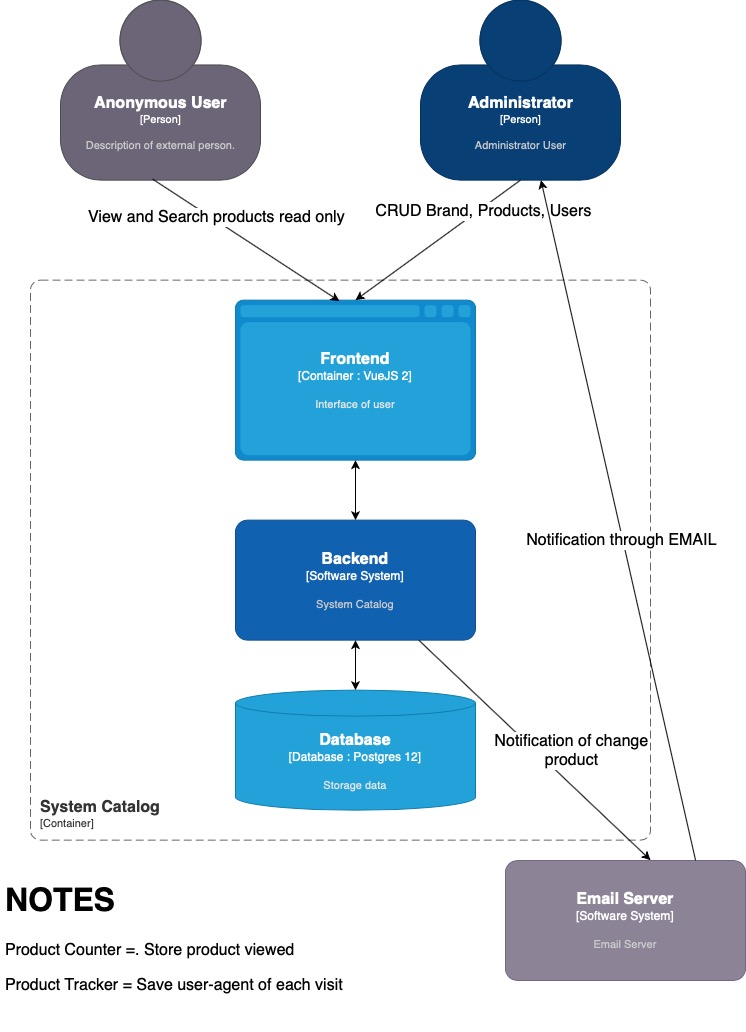 Anonymous User
[Person]
Description of external person.
Administrator
[Person]
Administrator User
View and Search products read only
CRUD Brand, Products, Users
Frontend
[Container : VueJS 2]
Interface of user
Backend
[Software System]
System Catalog
Notification through EMAIL
Database
[Database : Postgres 12]
Storage data
Notification of change
product
System Catalog
[Container]
Email Server
[Software System]
Email Server
NOTES
Product Counter =. Store product viewed
Product Tracker = Save user-agent of each visit